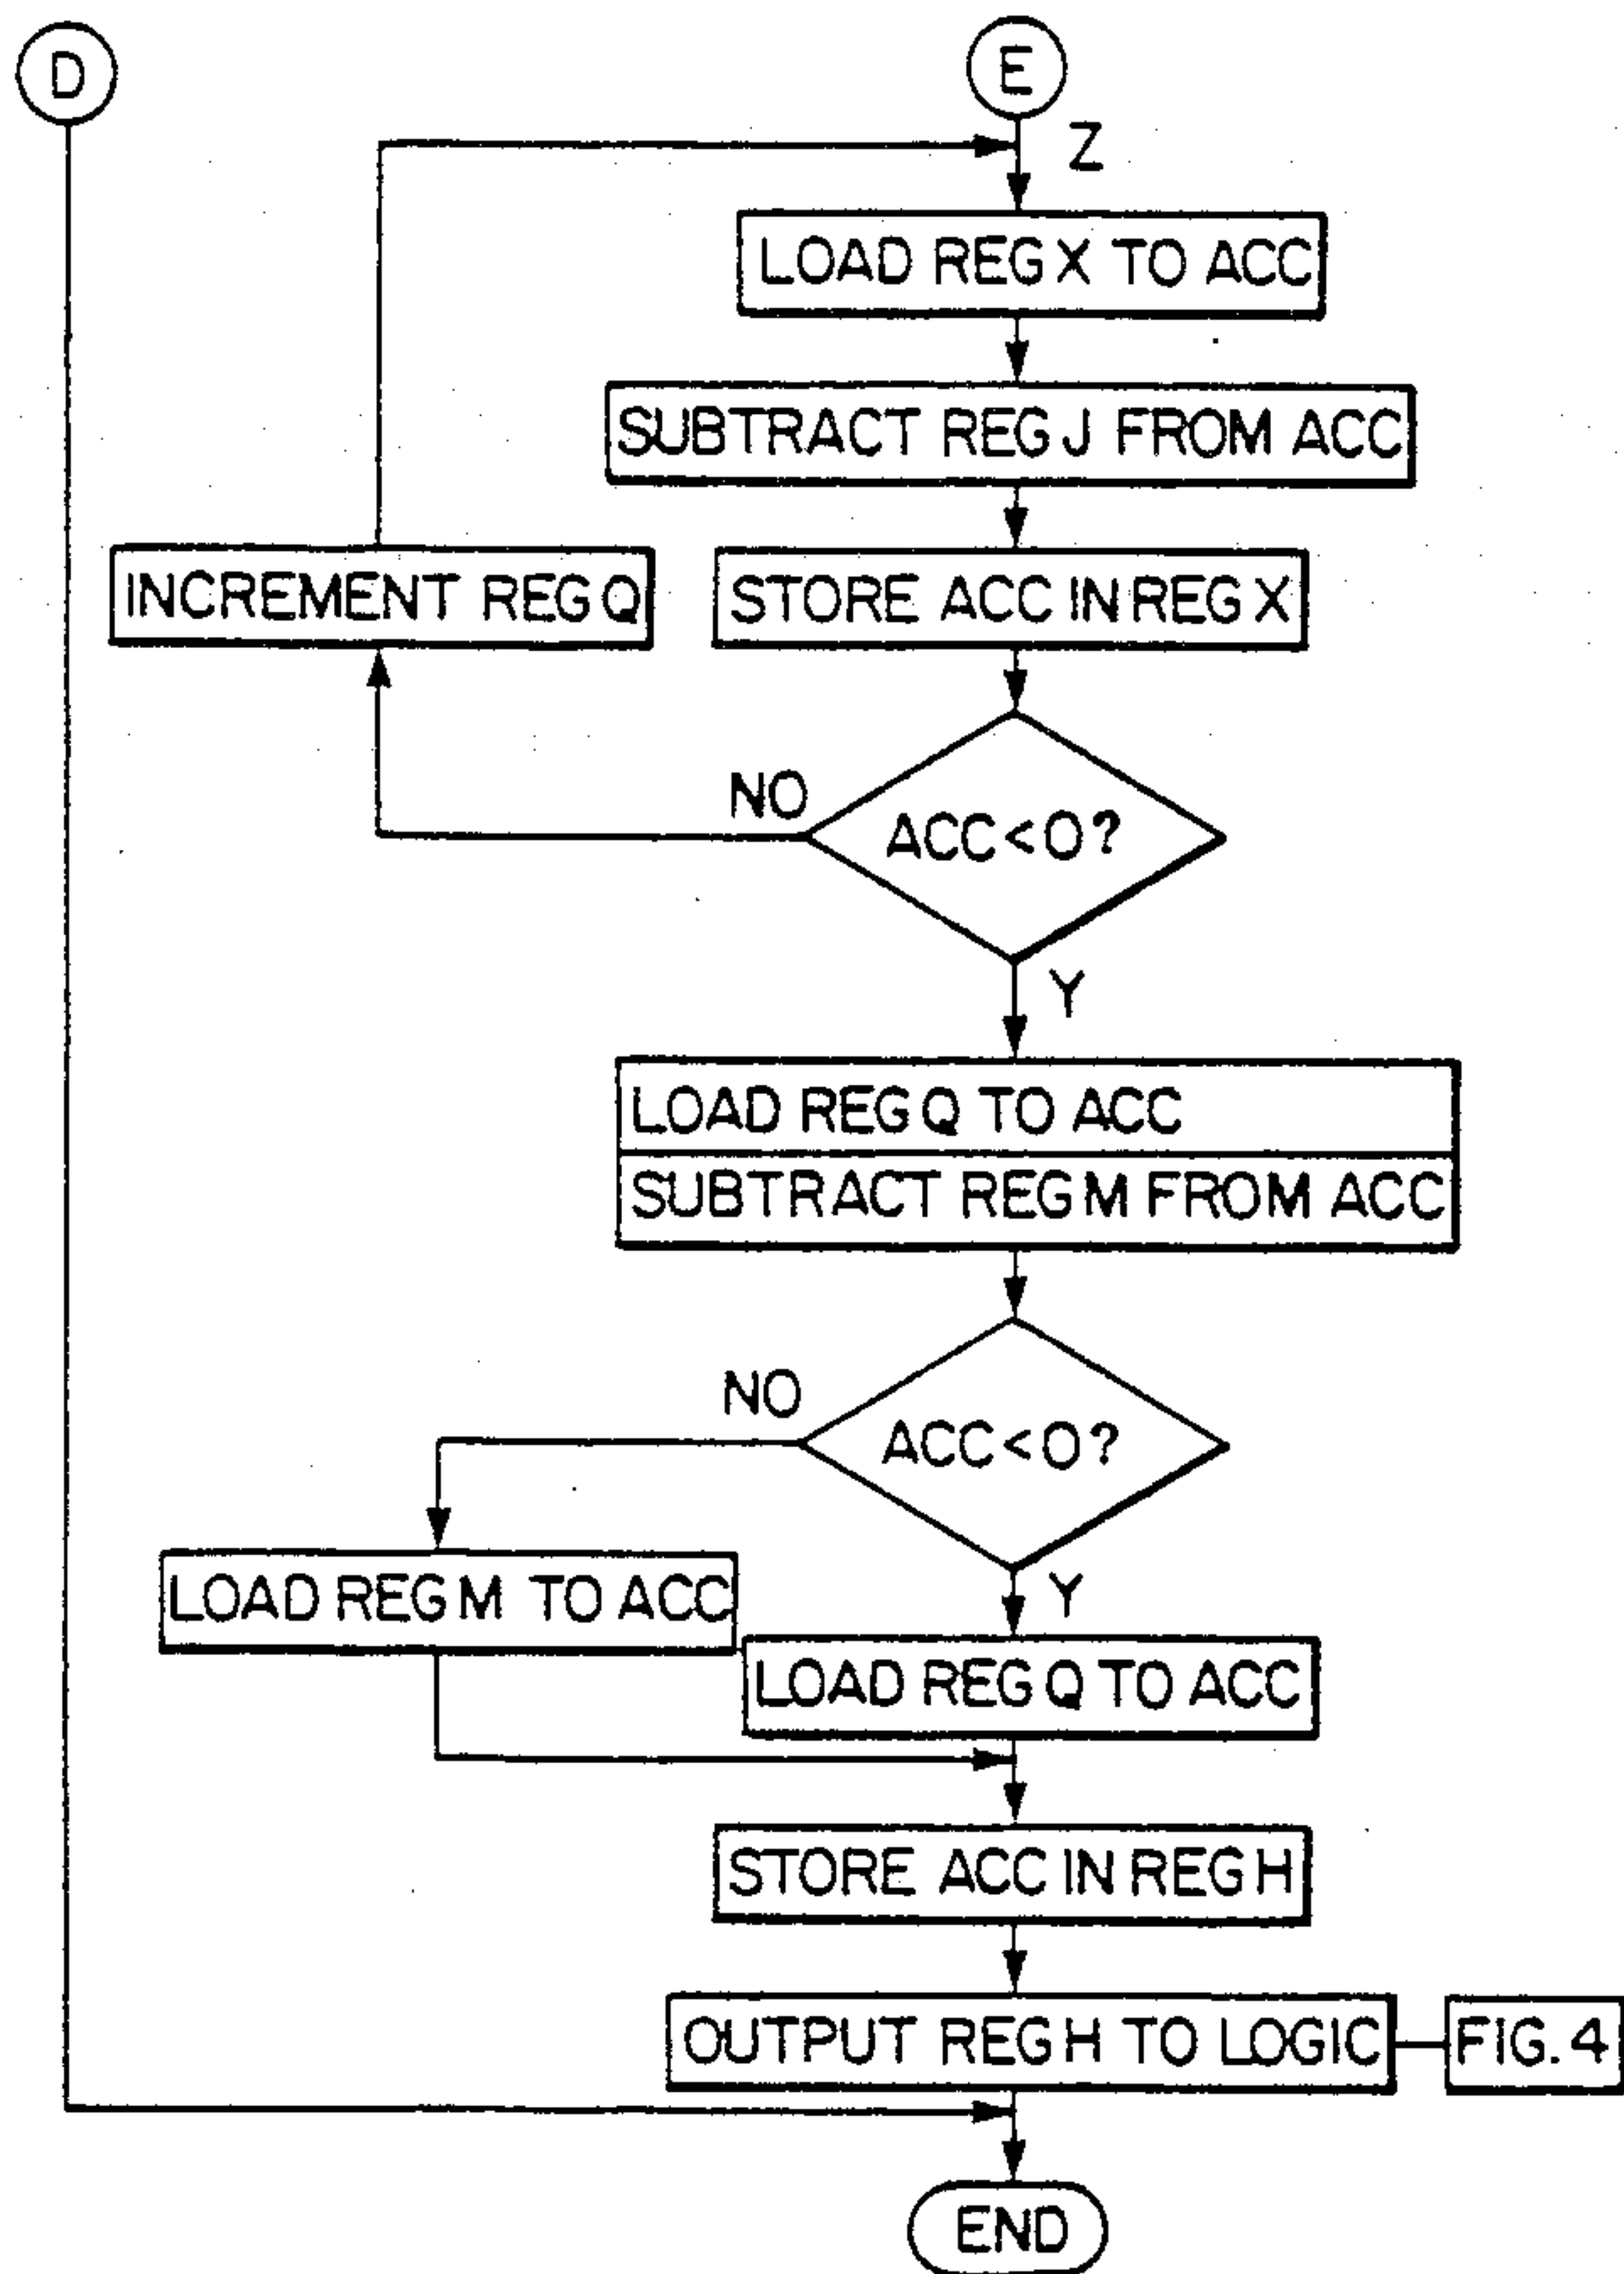 D
E
Z
LOAD REG X TO ACC
SUBTRACT REG J FROM ACC
INCREMENT REG Q
STORE ACC IN REG X
NO
ACC<0?
Y
LOAD REG Q TO ACC
SUBTRACT REG M FROM ACC
NO
ACC<0?
Y
LOAD REG M TO ACC
LOAD REG Q TO ACC
STORE ACC IN REG H
OUTPUT REG H TO LOGIC
FIG. 4
END